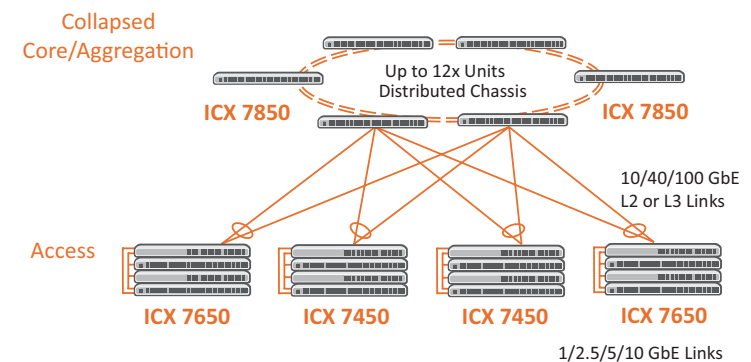 Collapsed
Core/Aggregation
Up to 12x Units
Distributed Chassis
ICX 7850
ICX 7850
10/40/100 GbE
L2 or L3 Links
Access
ICX 7650
ICX 7450
ICX 7450
ICX 7650
1/2.5/5/10 GbE Links